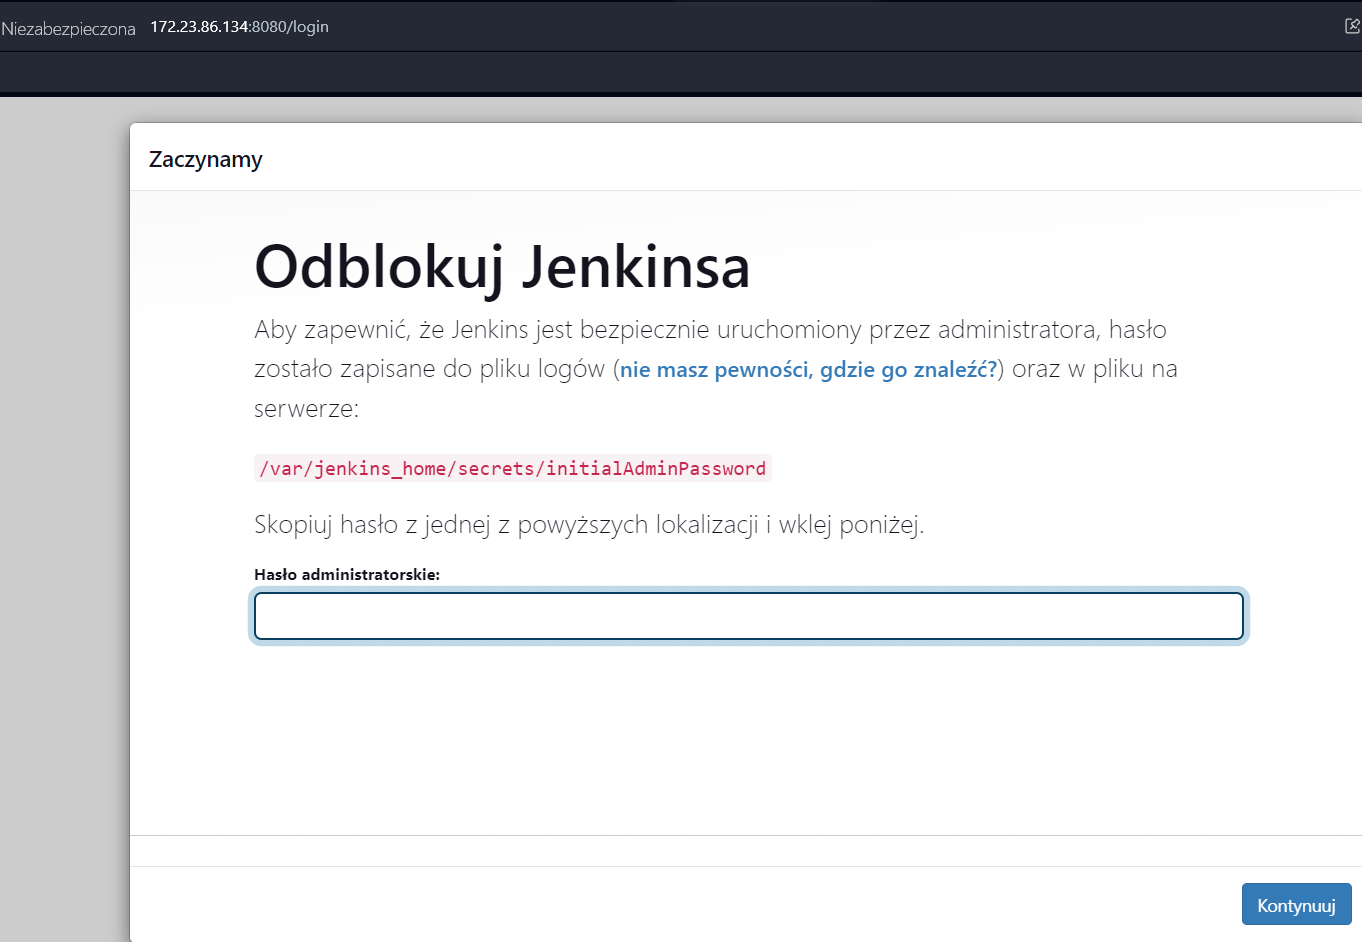 Niezabezpieczona 172.23.86.134:8080/login
Zaczynamy
Odblokuj Jenkinsa
Aby zapewnić, że Jenkins jest bezpiecznie uruchomiony przez administratora, hasło
zostało zapisane do pliku logów (nie masz pewności, gdzie go znaleźć?) oraz w pliku na
serwerze:
/var/jenkins_home/secrets/initialAdminPassword
Skopiuj hasło z jednej z powyższych lokalizacji i wklej poniżej.
Hasło administratorskie:
Kontynuuj